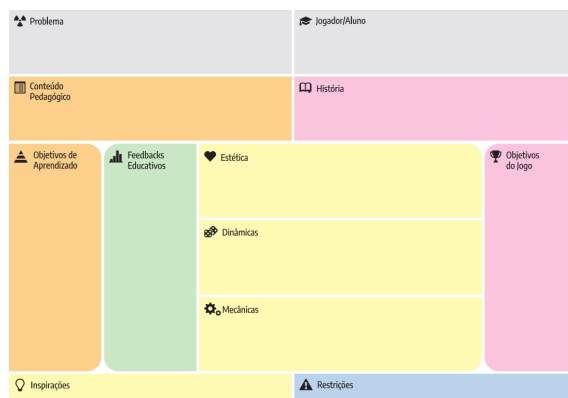 Problema
Jogador/Aluno
Conteúdo
Pedagógico
História
Objetivos de
Aprendizado
Feedbacks
Educativos
Estética
Dinâmicas
Mecânicas
Objetivos
do Jogo
Inspirações
Restrições